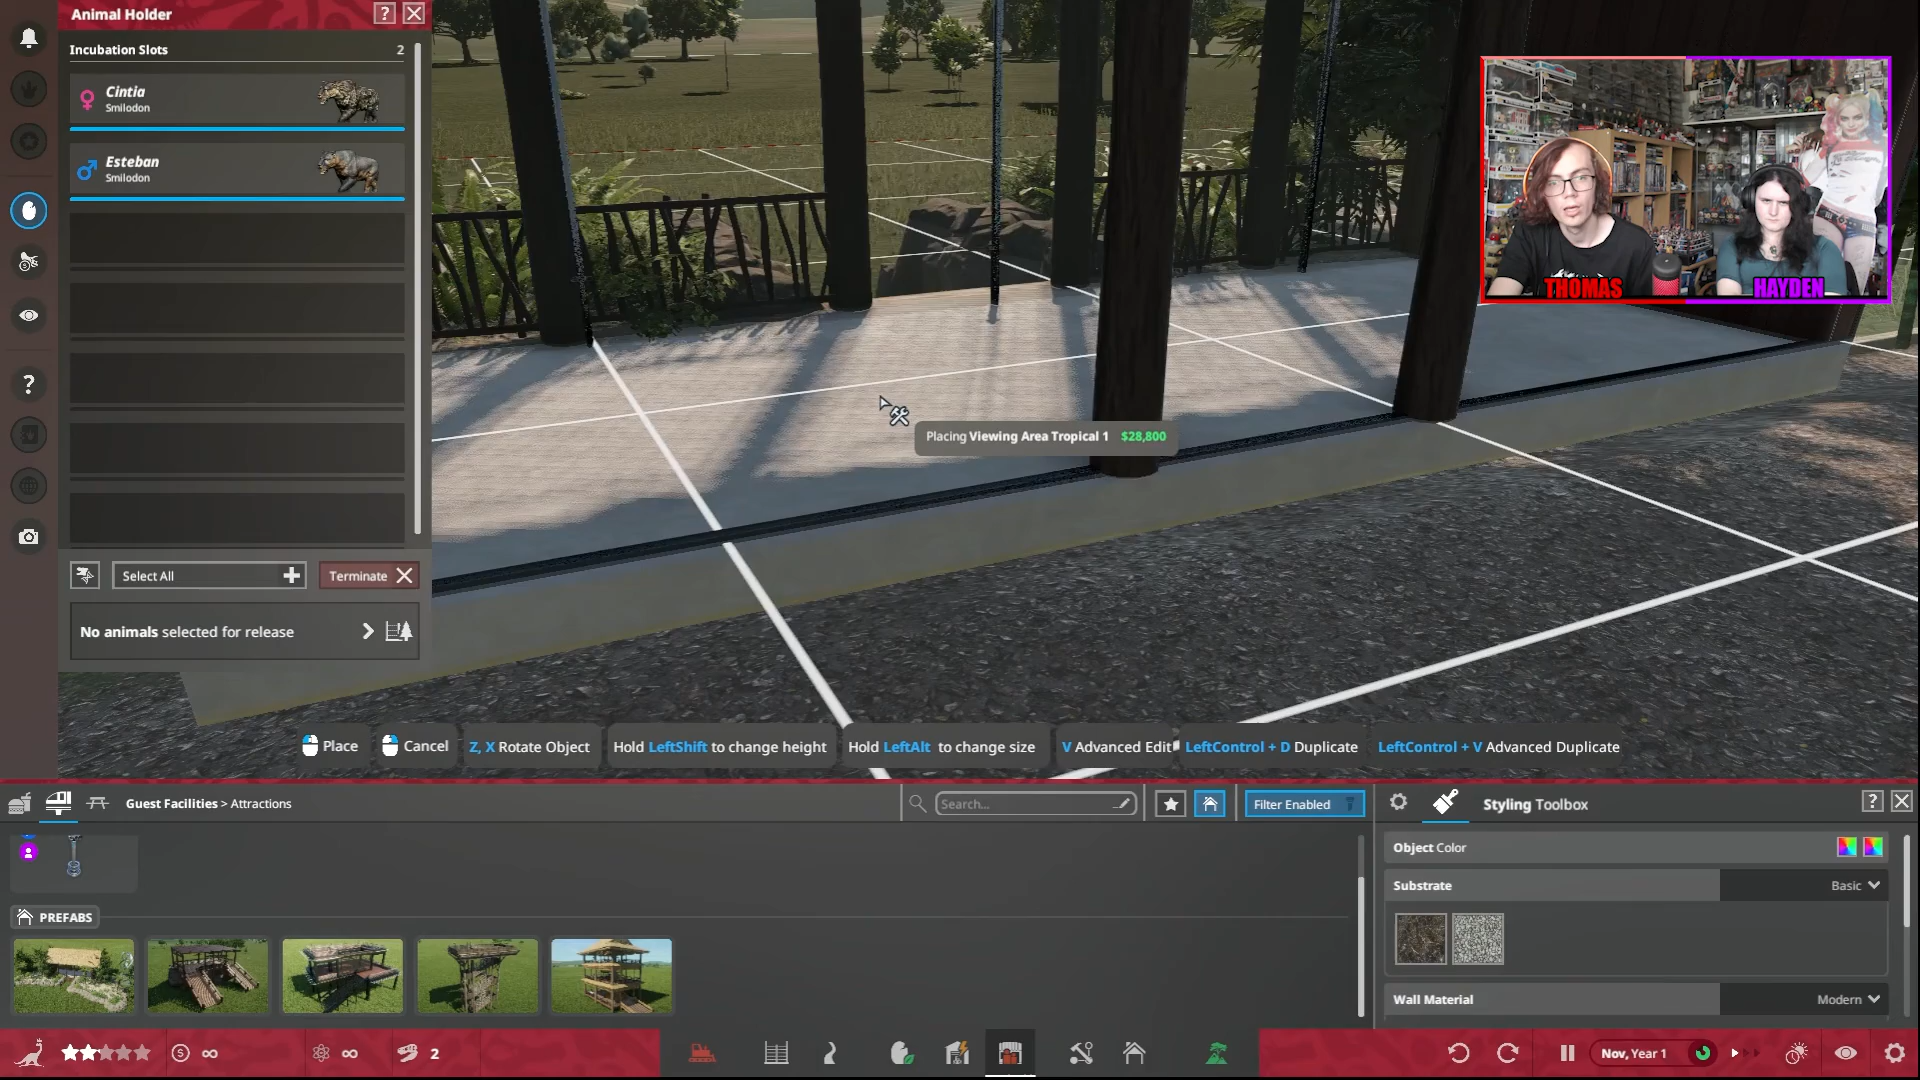 Animal Holder
?
Incubation Slots 2
Cintia
Smilodon
Esteban
Smilodon
Select All
Terminate
No animals selected for release
THOMAS
HAYDEN
Placing Viewing Area Tropical 1 $28,800
Place
Cancel
Z, X Rotate Object
Hold LeftShift to change height
Hold LeftAlt to change size
V Advanced Edit
LeftControl + D Duplicate
LeftControl + V Advanced Duplicate
Guest Facilities > Attractions
Search...
Filter Enabled
Styling Toolbox
?
Object Color
Substrate Basic
Wall Material Modern
PREFABS
∞
∞
2
Nov, Year 1